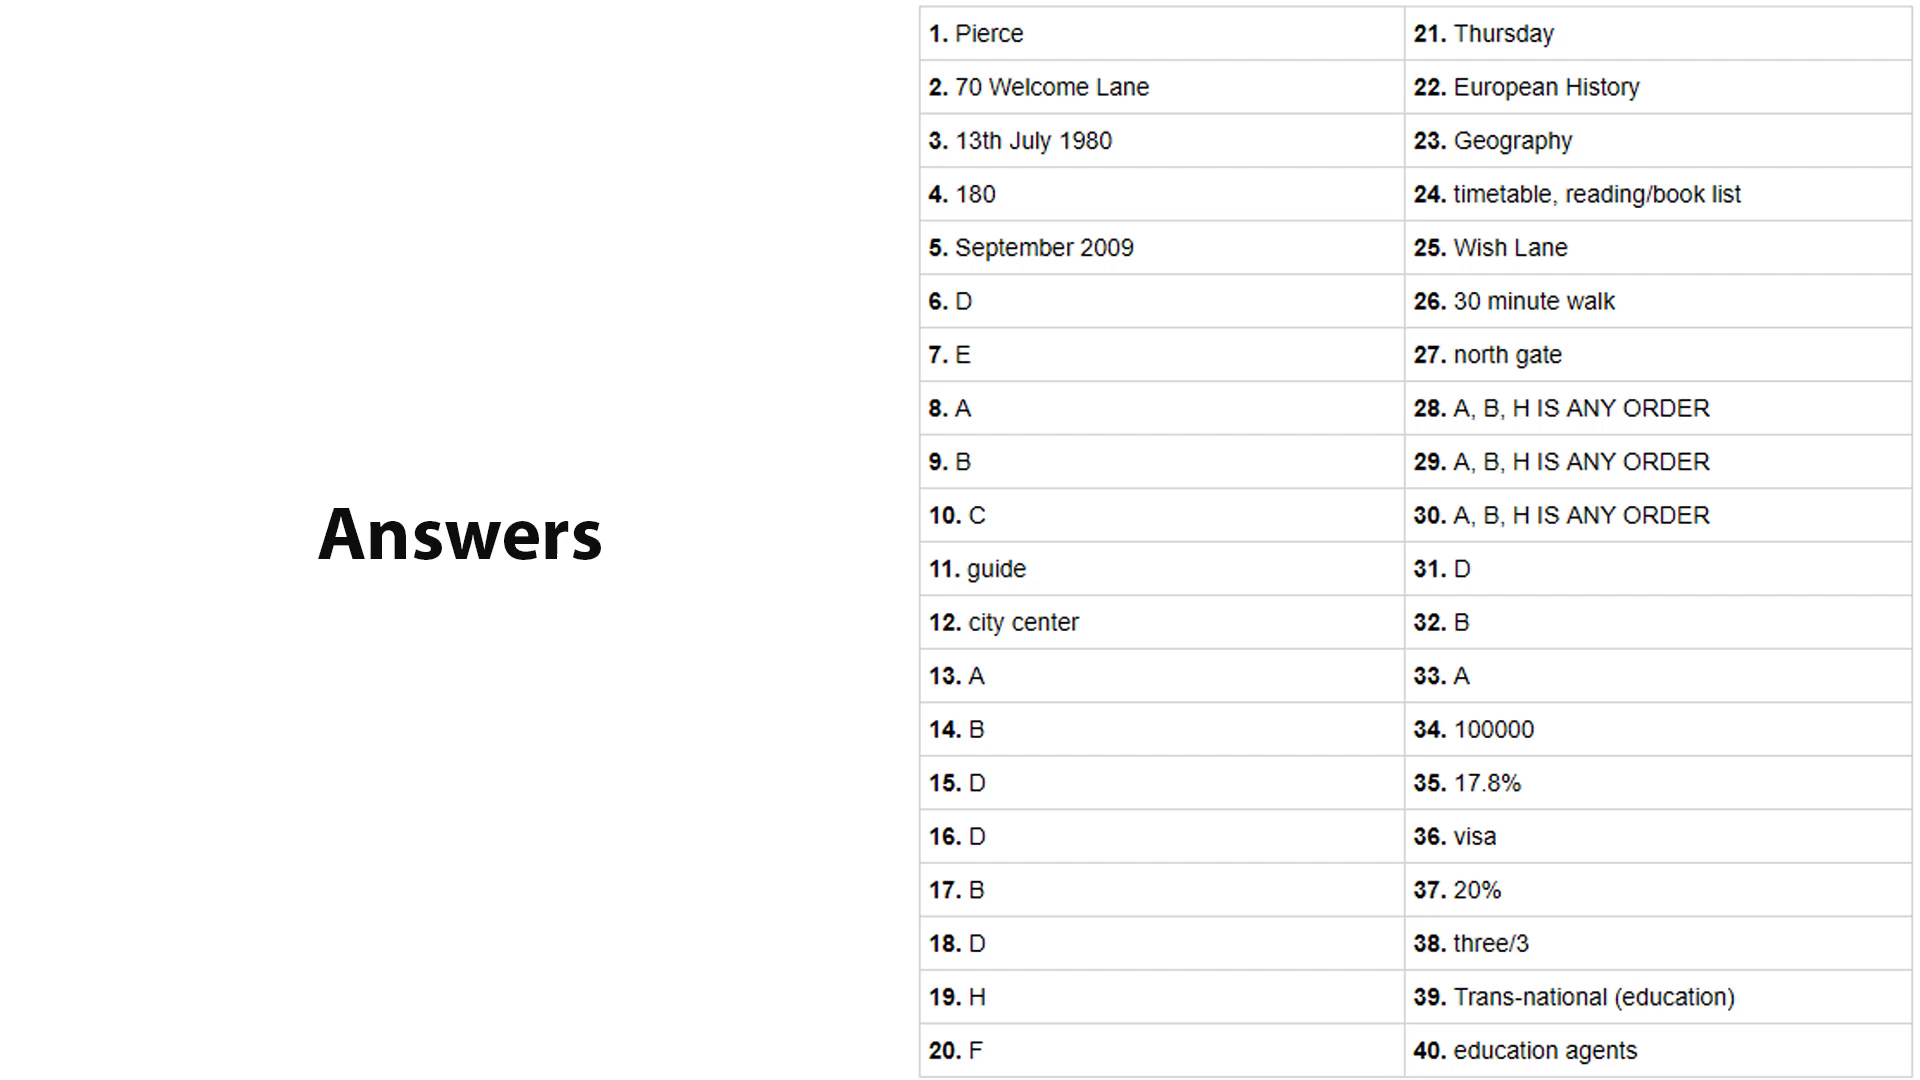 Answers
1. Pierce
2. 70 Welcome Lane
3. 13th July 1980
4. 180
5. September 2009
6. D
7. E
8. A
9. B
10. C
11. guide
12. city center
13. A
14. B
15. D
16. D
17. B
18. D
19. H
20. F
21. Thursday
22. European History
23. Geography
24. timetable, reading/book list
25. Wish Lane
26. 30 minute walk
27. north gate
28. A, B, H IS ANY ORDER
29. A, B, H IS ANY ORDER
30. A, B, H IS ANY ORDER
31. D
32. B
33. A
34. 100000
35. 17.8%
36. visa
37. 20%
38. three/3
39. Trans-national (education)
40. education agents